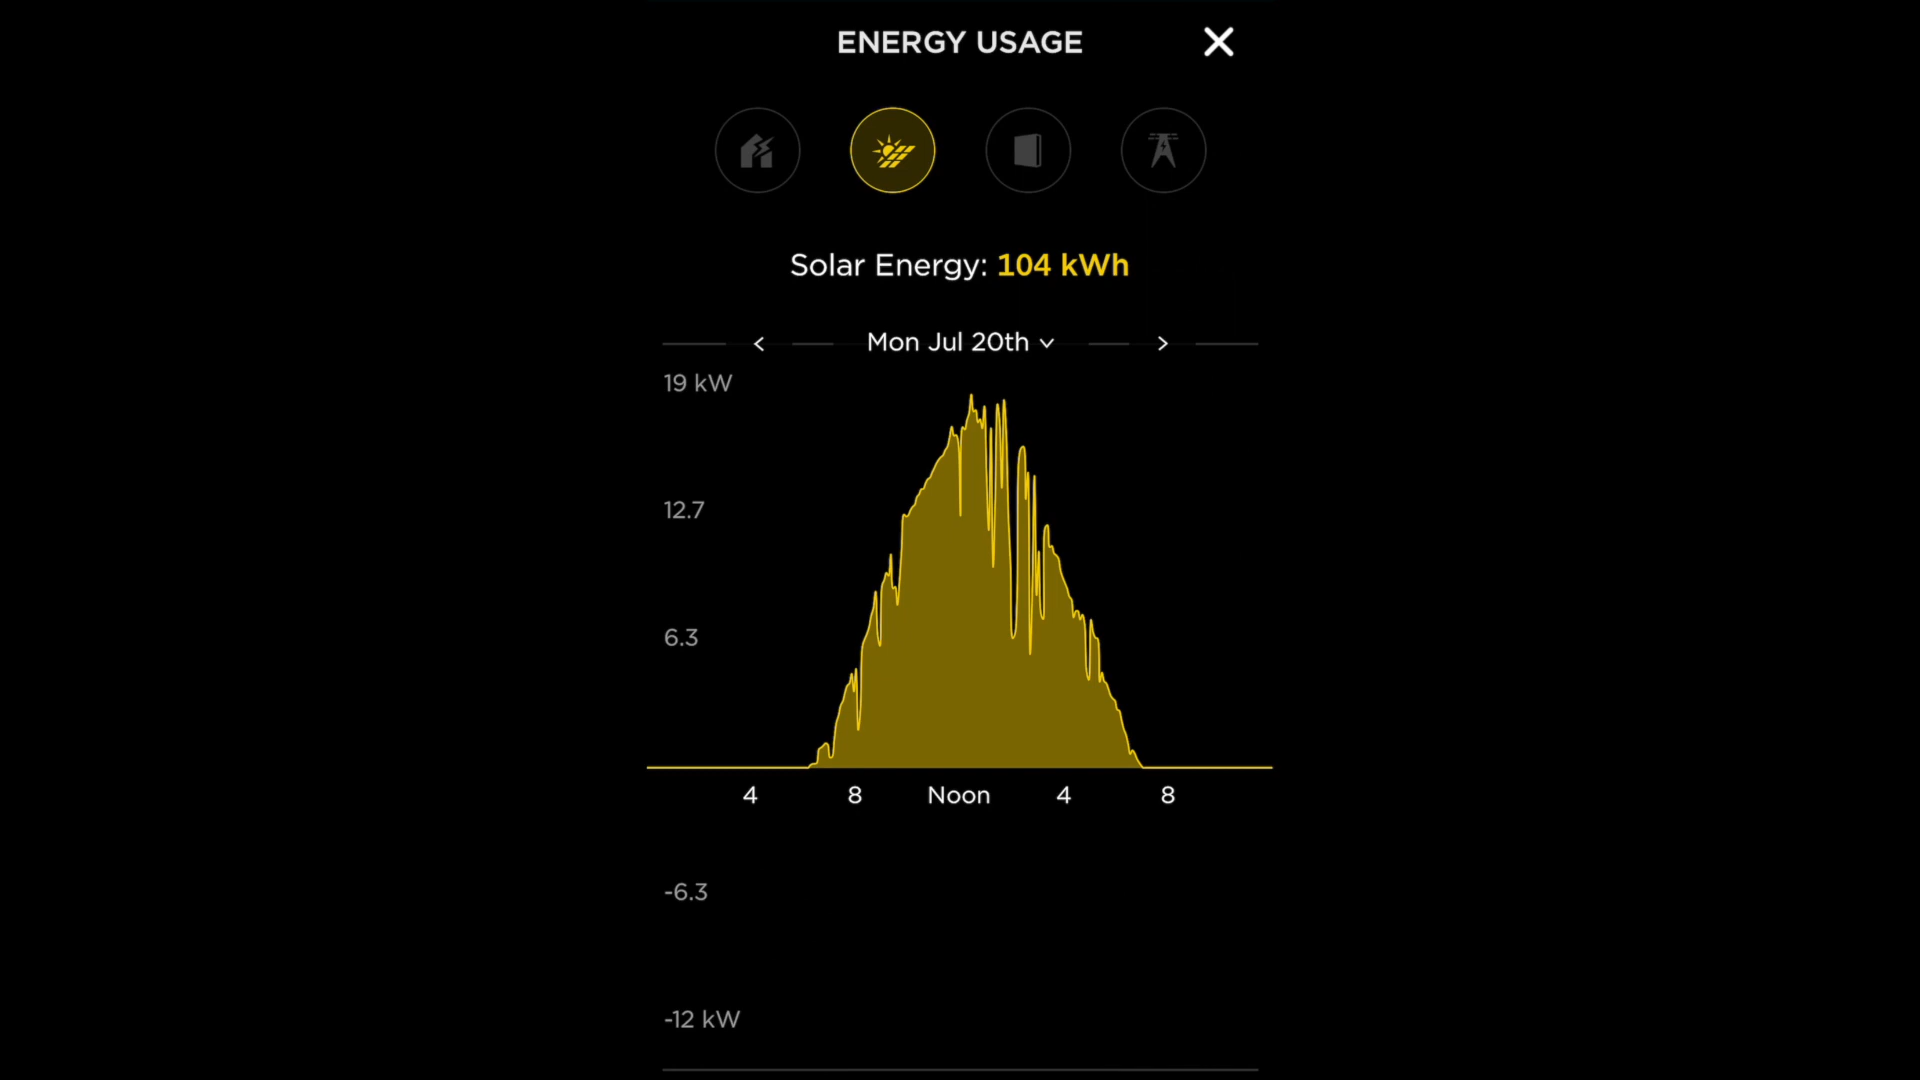 ENERGY USAGE
Solar Energy: 104 kWh
Mon Jul 20th
19 kW
12.7
6.3
4 8 Noon 4 8
-6.3
-12 kW